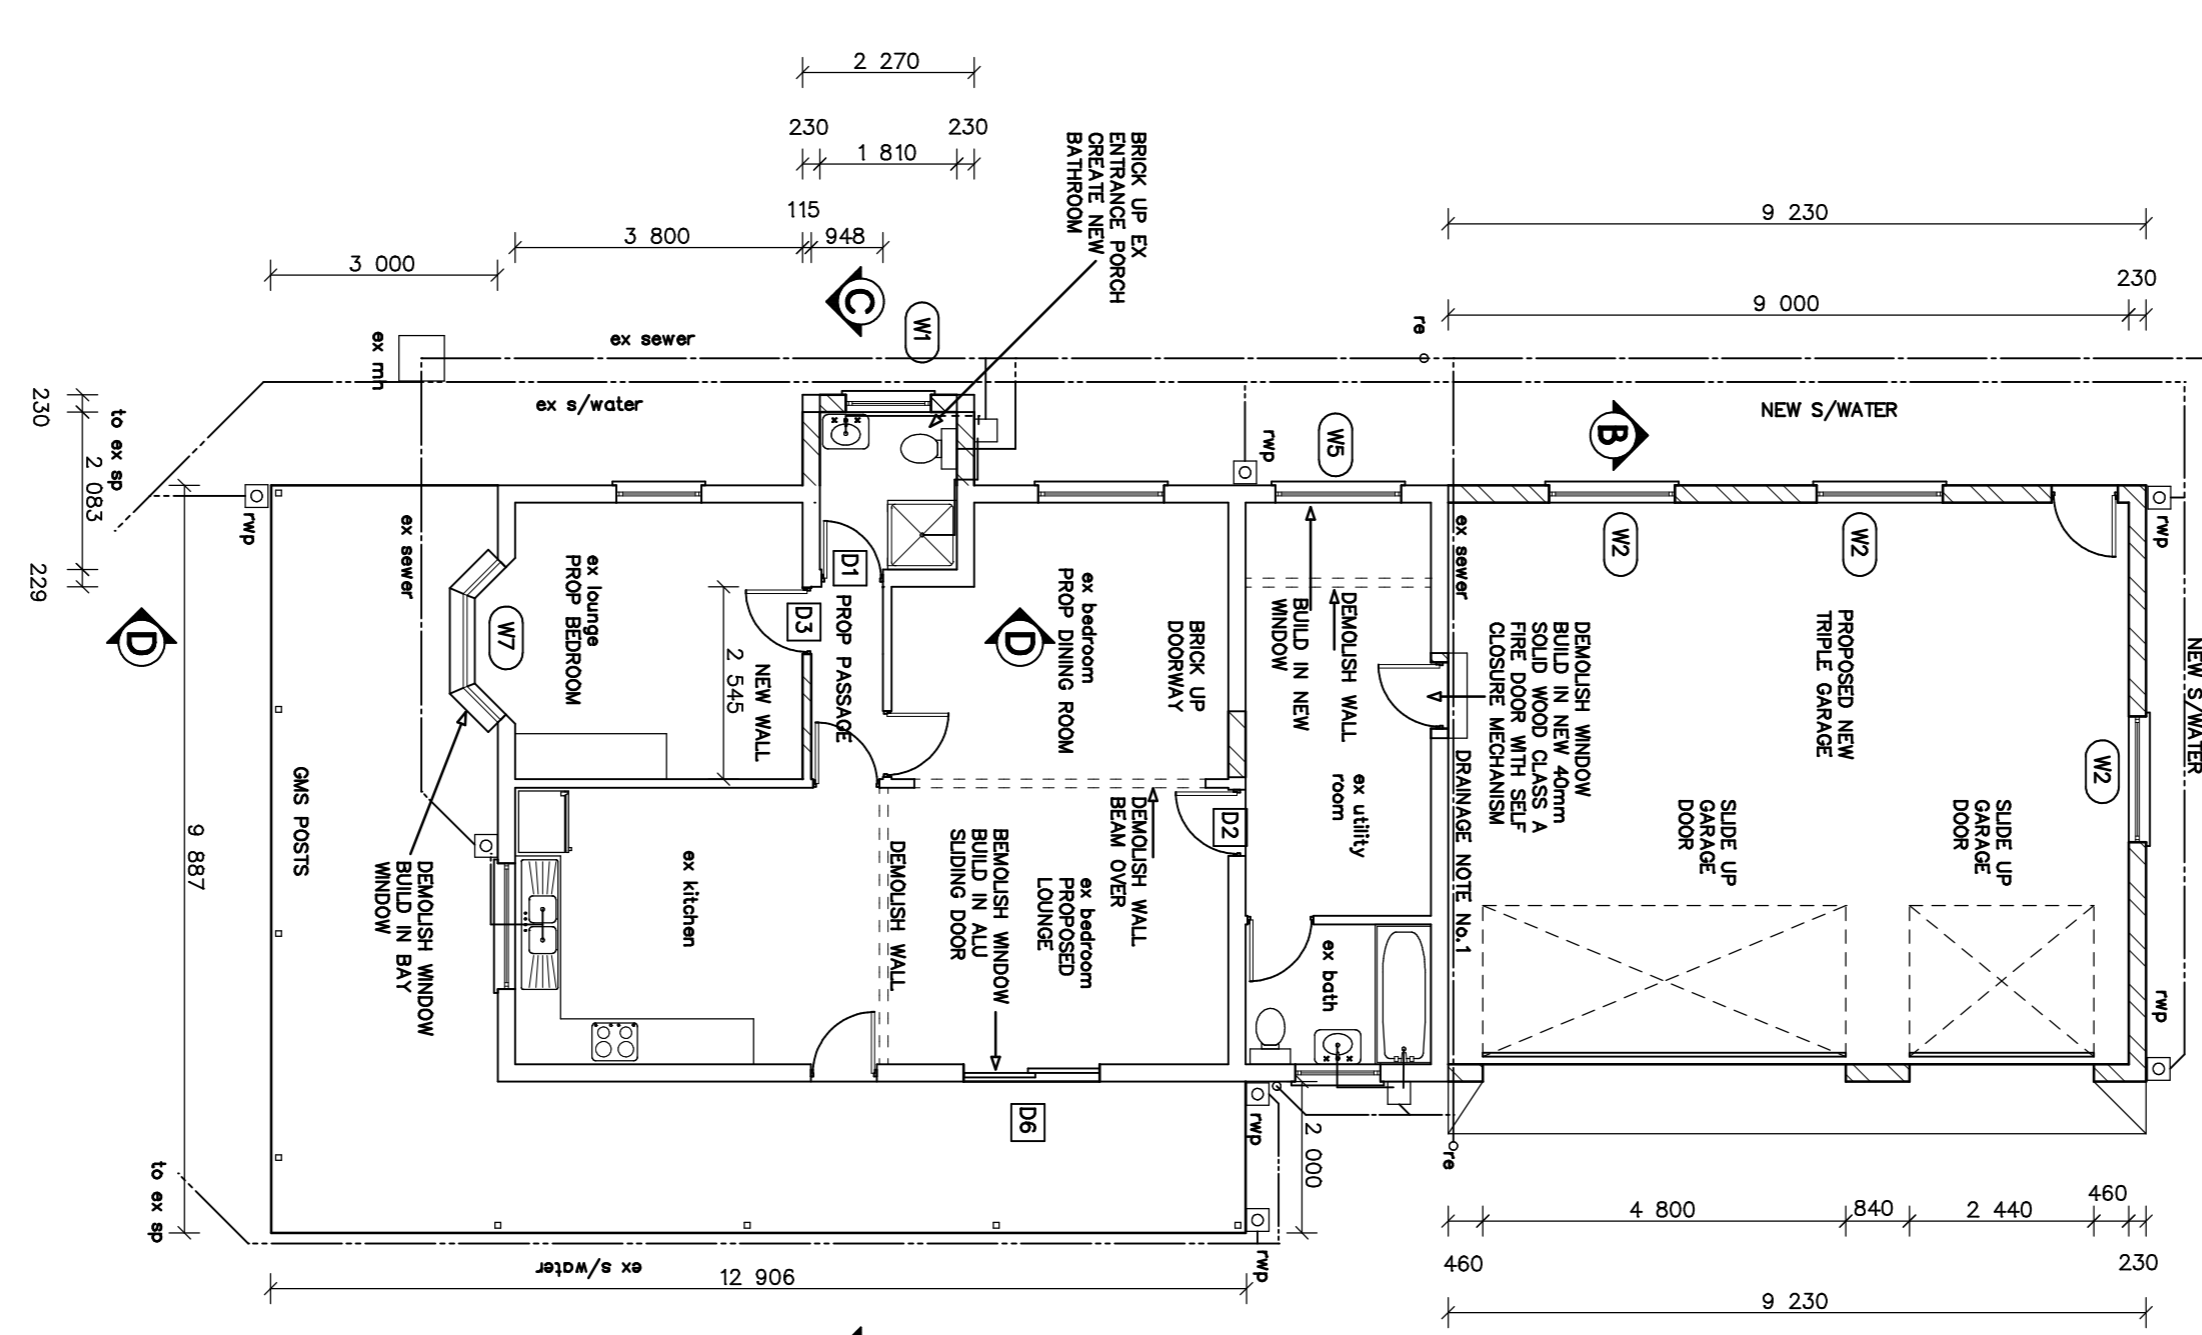 2 270
230
230
1 810
115
3 800
948
3 000
BRICK UP EX
ENTRANCE PORCH
CREATE NEW
BATHROOM
9 230
230
9 000
C
W1
re
ex sewer
ex mh
ex s/water
NEW S/WATER
B
NEW S/WATER
230
2 083
229
to ex sp
rwp
ex sewer
rwp
W5
ex sewer
W2
W2
rwp
D
W7
ex lounge
PROP BEDROOM
D1
D3
PROP PASSAGE
NEW WALL
2 545
ex bedroom
PROP DINING ROOM
D
BRICK UP
DOORWAY
BUILD IN NEW
WINDOW
DEMOLISH WALL
DEMOLISH WINDOW
BUILD IN NEW 40mm
SOLID WOOD CLASS A
FIRE DOOR WITH SELF
CLOSURE MECHANISM
PROPOSED NEW
TRIPLE GARAGE
W2
GMS POSTS
9 887
DEMOLISH WINDOW
BUILD IN BAY
WINDOW
ex kitchen
DEMOLISH WALL
BEMOLISH WINDOW
BUILD IN ALU
SLIDING DOOR
ex bedroom
PROPOSED
LOUNGE
DEMOLISH WALL
BEAM OVER
D2
ex utility
room
ex bath
DRAINAGE NOTE No.1
SLIDE UP
GARAGE
DOOR
SLIDE UP
GARAGE
DOOR
rwp
D6
rwp
2 000
re
to ex sp
rwp
ex s/water
12 906
460
4 800
840
2 440
460
230
9 230